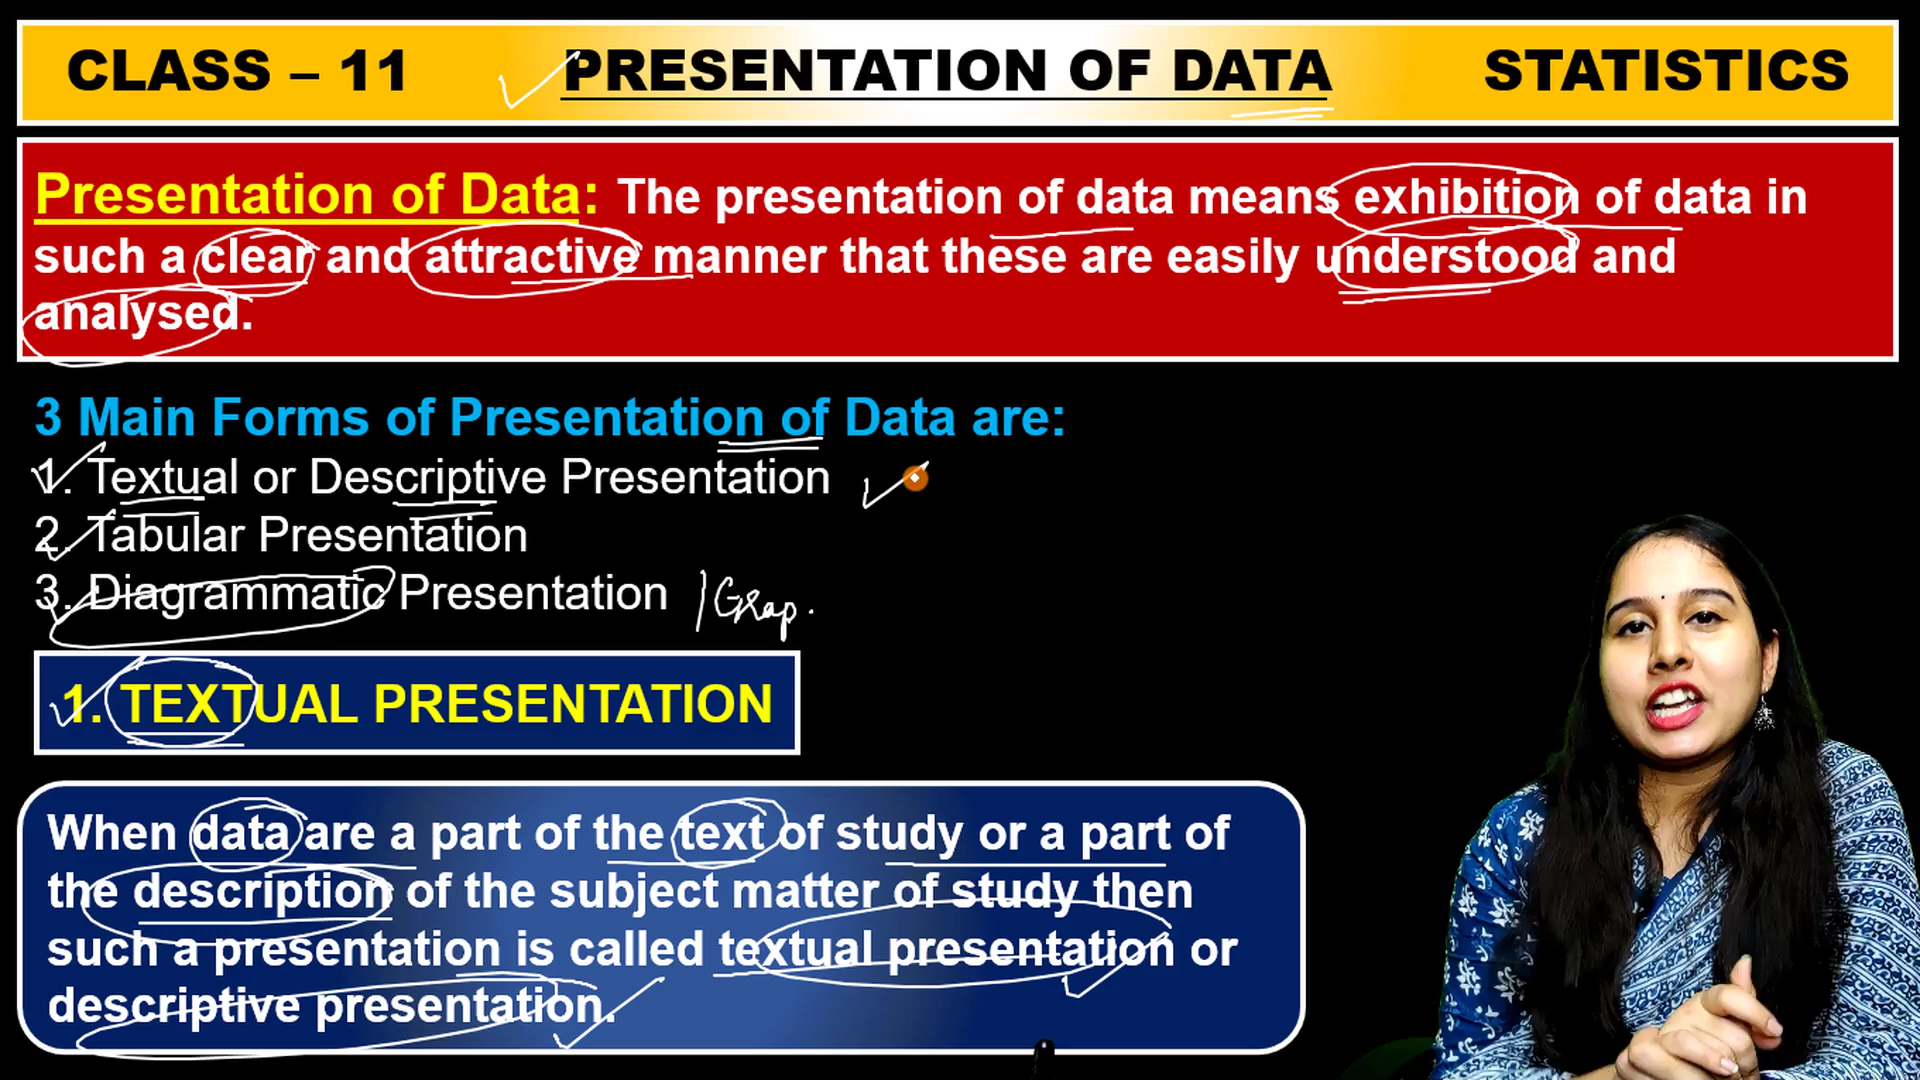 CLASS – 11 PRESENTATION OF DATA STATISTICS
Presentation of Data: The presentation of data means exhibition of data in
such a clear and attractive manner that these are easily understood and
analysed.
3 Main Forms of Presentation of Data are:
1. Textual or Descriptive Presentation
2. Tabular Presentation
3. Diagrammatic Presentation / Grap.
1. TEXTUAL PRESENTATION
When data are a part of the text of study or a part of
the description of the subject matter of study then
such a presentation is called textual presentation or
descriptive presentation.